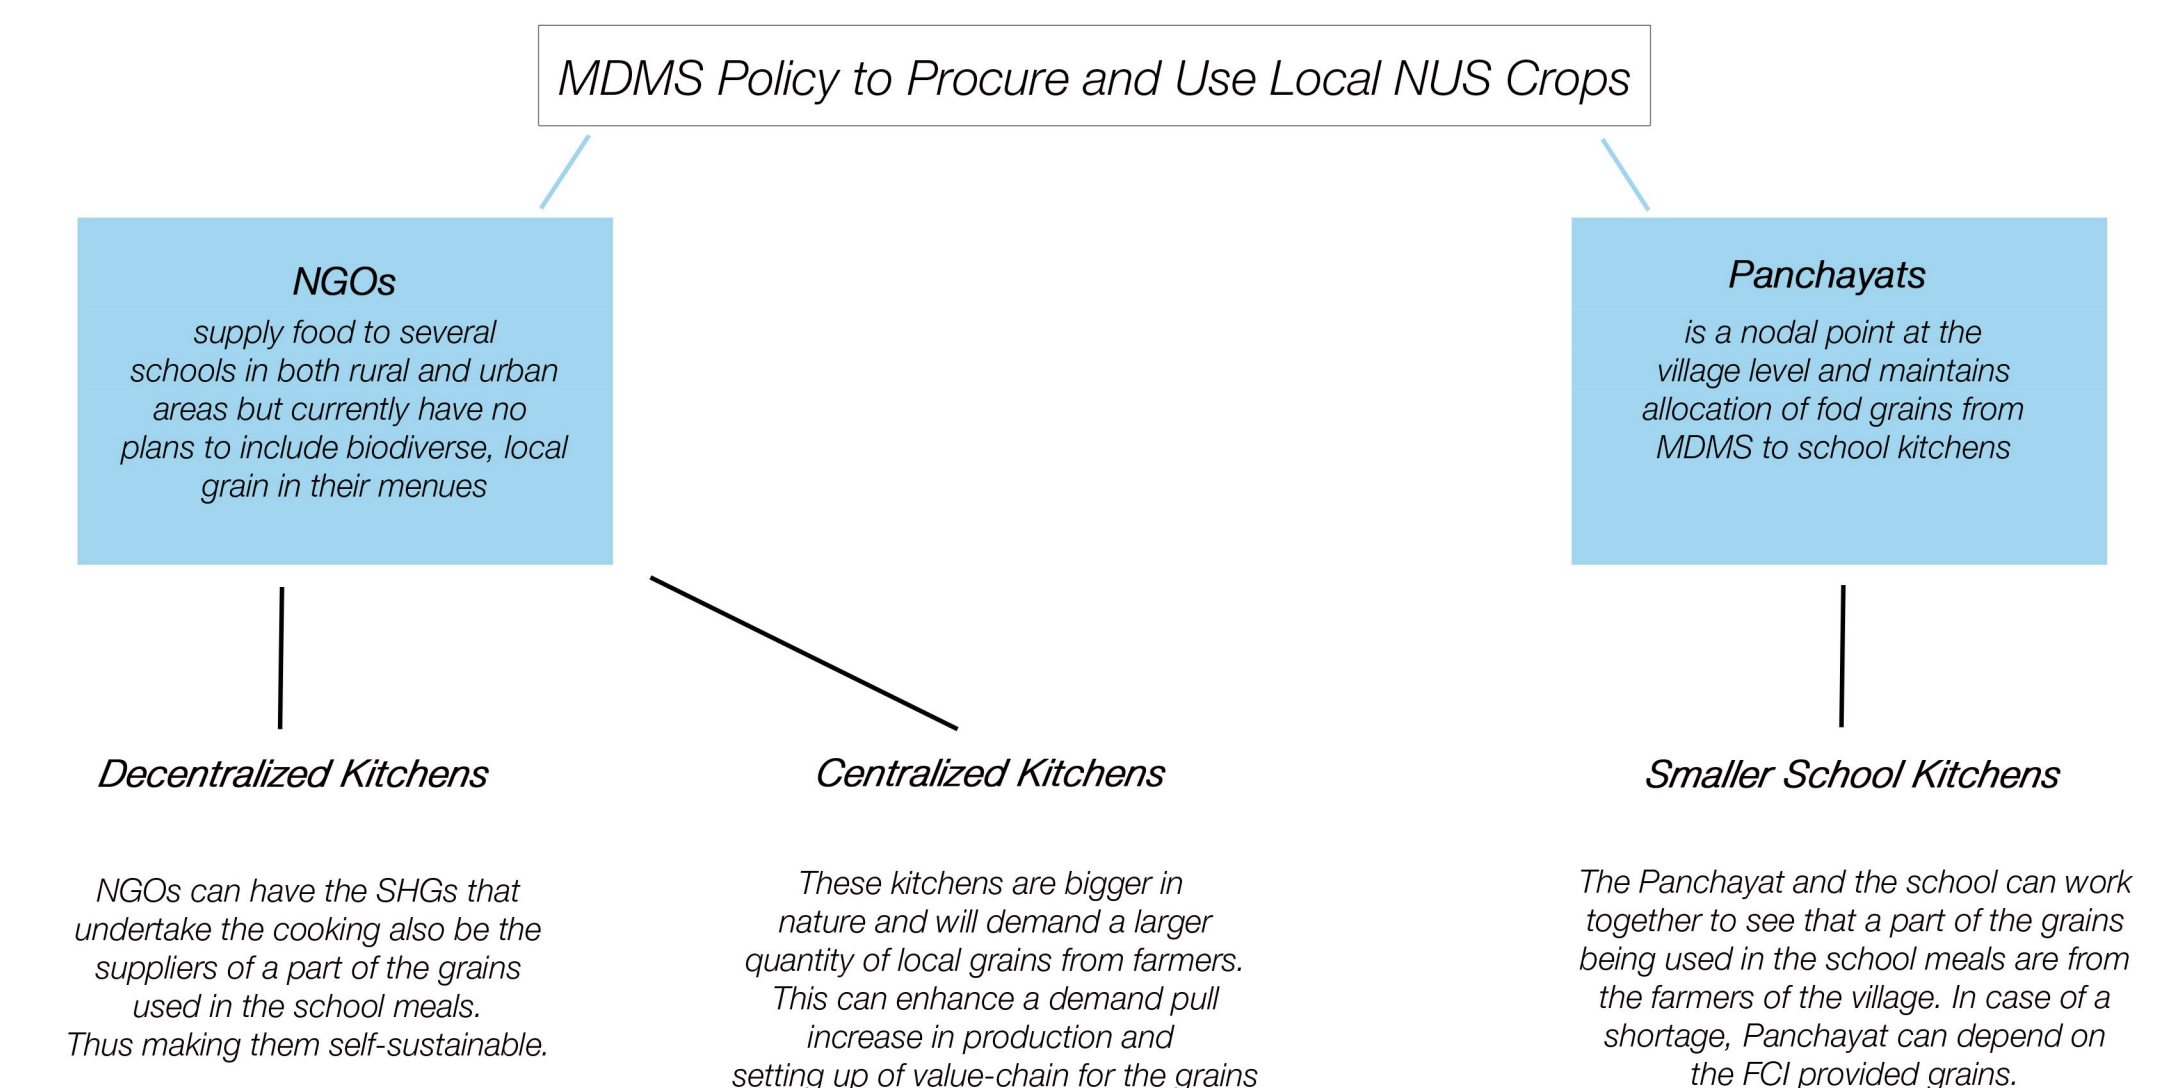 MDMS Policy to Procure and Use Local NUS Crops
NGOs
supply food to several
schools in both rural and urban
areas but currently have no
plans to include biodiverse, local
grain in their menues
Panchayats
is a nodal point at the
village level and maintains
allocation of fod grains from
MDMS to school kitchens
Decentralized Kitchens
NGOs can have the SHGs that
undertake the cooking also be the
suppliers of a part of the grains
used in the school meals.
Thus making them self-sustainable.
Centralized Kitchens
These kitchens are bigger in
nature and will demand a larger
quantity of local grains from farmers.
This can enhance a demand pull
increase in production and
setting up of value-chain for the grains
Smaller School Kitchens
The Panchayat and the school can work
together to see that a part of the grains
being used in the school meals are from
the farmers of the village. In case of a
shortage, Panchayat can depend on
the FCI provided grains.